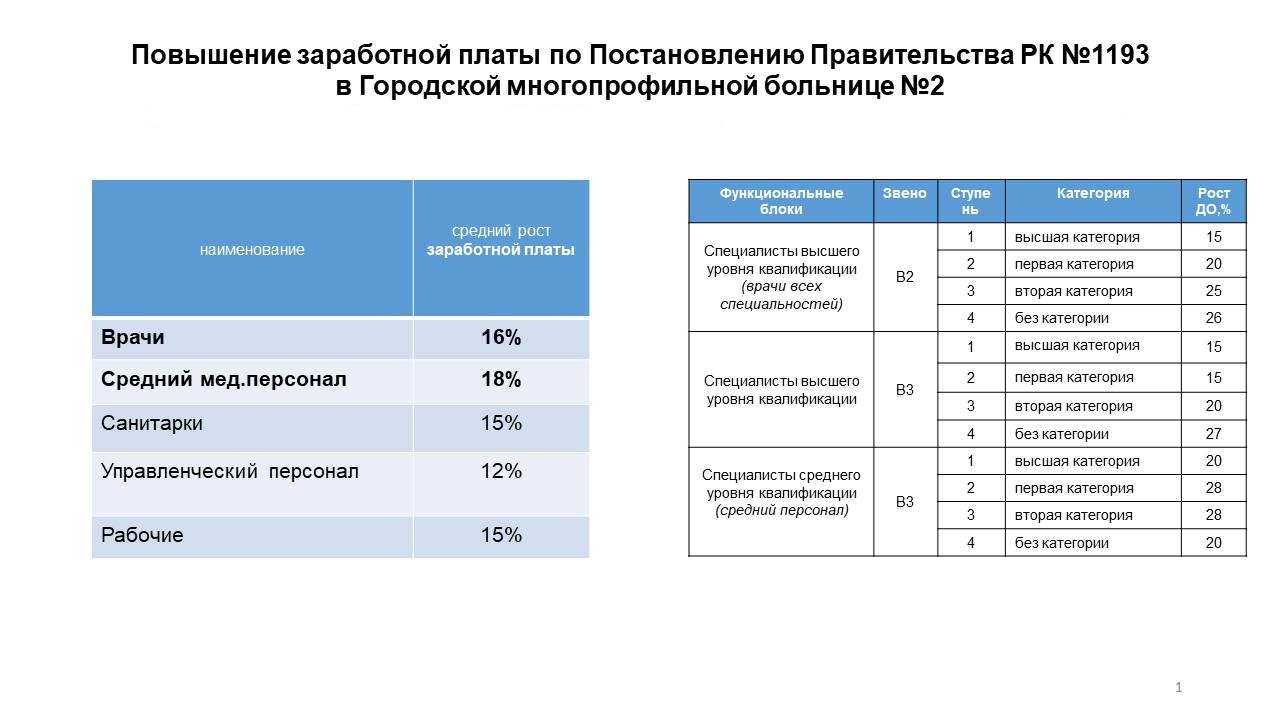 Повышение заработной платы по Постановлению Правительства РК №1193
в Городской многопрофильной больнице №2
наименование
средний рост
заработной платы
Врачи 16%
Средний мед.персонал 18%
Санитарки 15%
Управленческий персонал 12%
Рабочие 15%
Функциональные
блоки
Звено
Ступе
нь
Категория
Рост
ДО,%
Специалисты высшего
уровня квалификации
(врачи всех
специальностей)
В2
1 высшая категория 15
2 первая категория 20
3 вторая категория 25
4 без категории 26
Специалисты высшего
уровня квалификации
В3
1 высшая категория 15
2 первая категория 15
3 вторая категория 20
4 без категории 27
Специалисты среднего
уровня квалификации
(средний персонал)
В3
1 высшая категория 20
2 первая категория 28
3 вторая категория 28
4 без категории 20
1